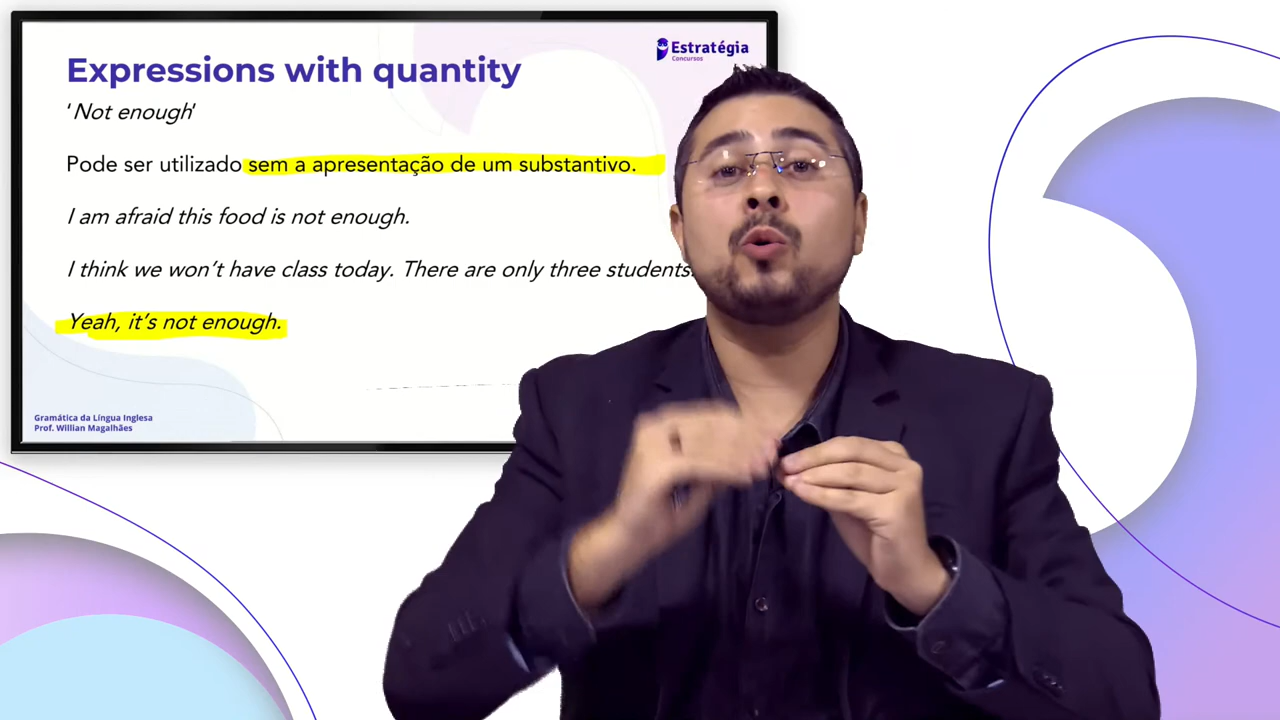 Estratégia
Concursos
Expressions with quantity
'Not enough'
Pode ser utilizado sem a apresentação de um substantivo.
I am afraid this food is not enough.
I think we won't have class today. There are only three students.
Yeah, it's not enough.
Gramática da Língua Inglesa
Prof. Willian Magalhães